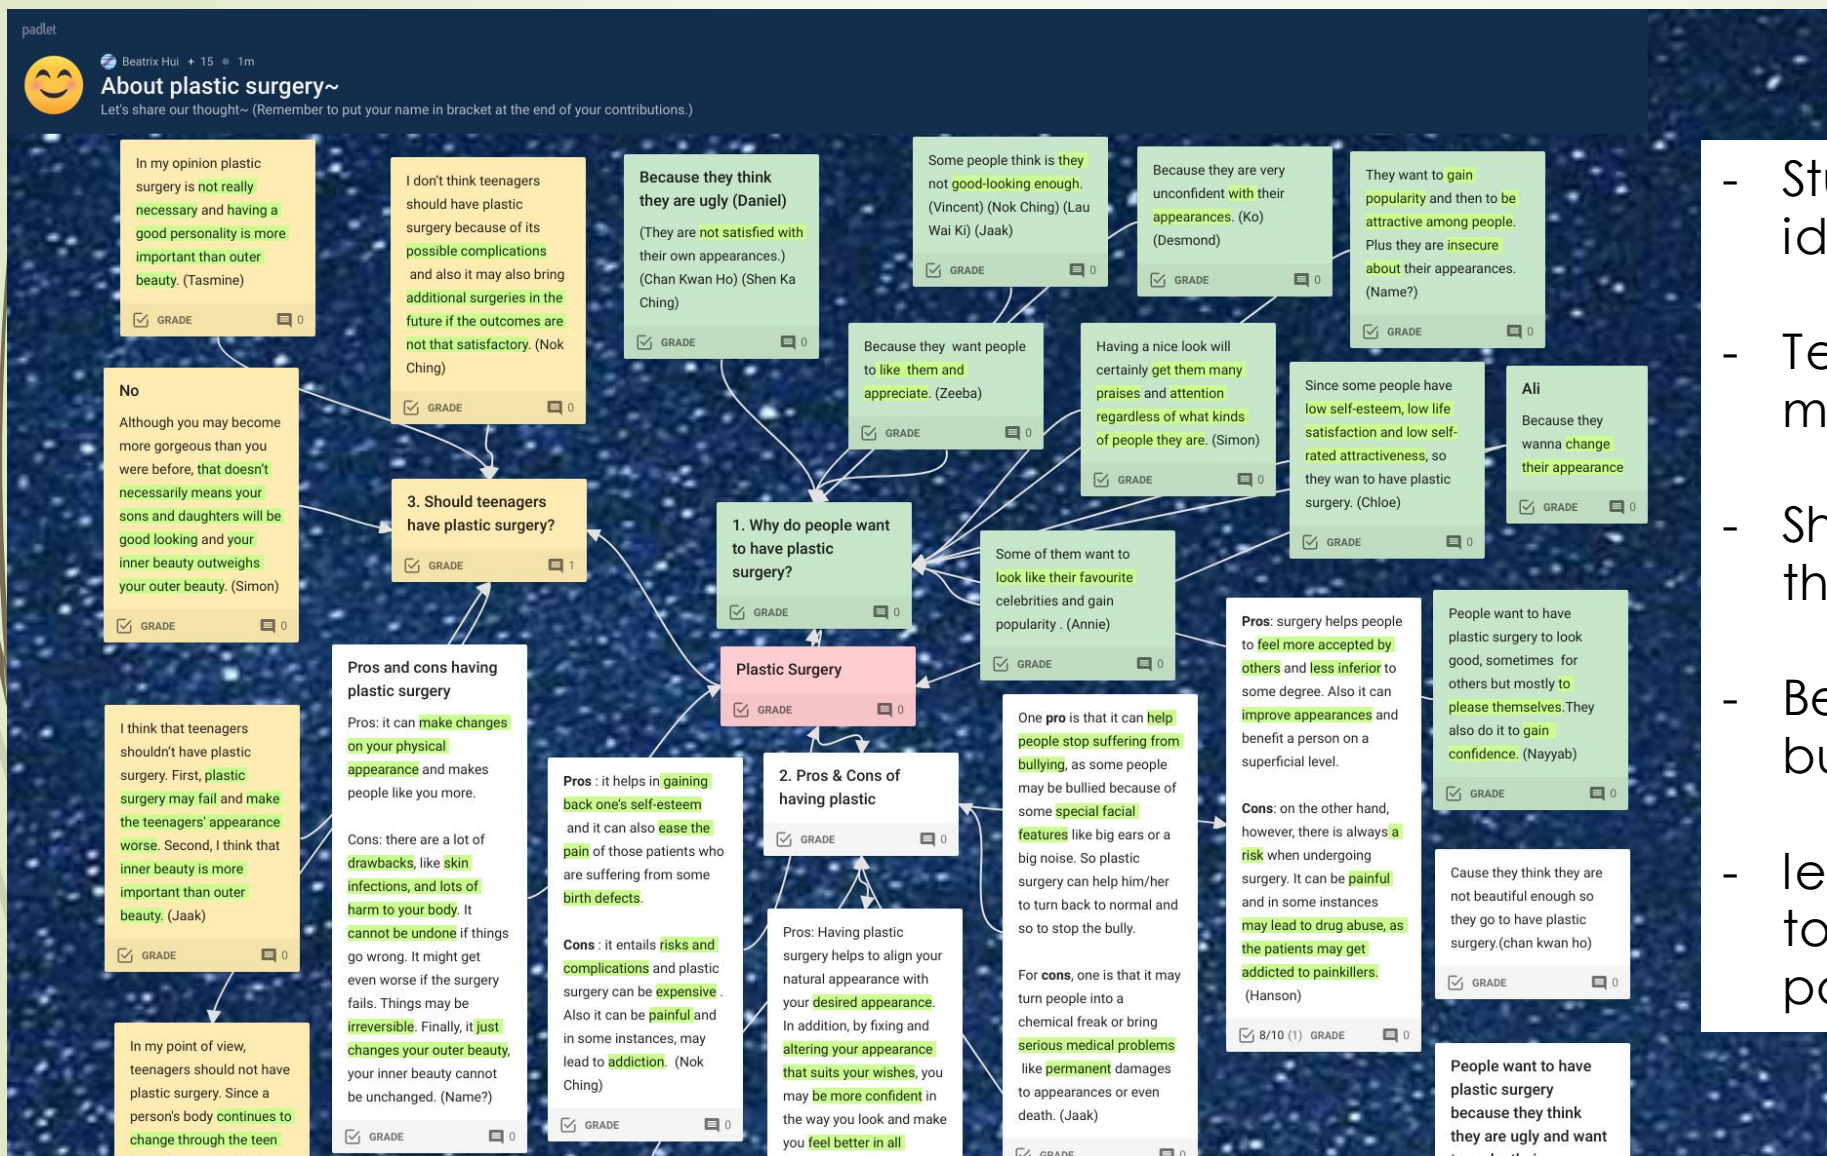 padlet
Beatrix Hui + 15 • 1m
About plastic surgery~
Let's share our thought~ (Remember to put your name in bracket at the end of your contributions.)
In my opinion plastic
surgery is not really
necessary and having a
good personality is more
important than outer
beauty. (Tasmine)
GRADE 0
I don't think teenagers
should have plastic
surgery because of its
possible complications
and also it may also bring
additional surgeries in the
future if the outcomes are
not that satisfactory. (Nok
Ching)
GRADE 0
Because they think
they are ugly (Daniel)
(They are not satisfied with
their own appearances.)
(Chan Kwan Ho) (Shen Ka
Ching)
GRADE 0
Some people think is they
not good-looking enough.
(Vincent) (Nok Ching) (Lau
Wai Ki) (Jaak)
GRADE 0
Because they are very
unconfident with their
appearances. (Ko)
(Desmond)
GRADE 0
They want to gain
popularity and then to be
attractive among people.
Plus they are insecure
about their appearances.
(Name?)
GRADE 0
Because they want people
to like them and
appreciate. (Zeeba)
GRADE 0
Having a nice look will
certainly get them many
praises and attention
regardless of what kinds
of people they are. (Simon)
GRADE 0
Since some people have
low self-esteem, low life
satisfaction and low self-
rated attractiveness, so
they wan to have plastic
surgery. (Chloe)
GRADE 0
Ali
Because they
wanna change
their appearance
GRADE 0
No
Although you may become
more gorgeous than you
were before, that doesn't
necessarily means your
sons and daughters will be
good looking and your
inner beauty outweighs
your outer beauty. (Simon)
GRADE 0
3. Should teenagers
have plastic surgery?
GRADE 1
1. Why do people want
to have plastic
surgery?
GRADE 0
Some of them want to
look like their favourite
celebrities and gain
popularity . (Annie)
GRADE 0
Plastic Surgery
GRADE 0
2. Pros & Cons of
having plastic
GRADE 0
I think that teenagers
shouldn't have plastic
surgery. First, plastic
surgery may fail and make
the teenagers' appearance
worse. Second, I think that
inner beauty is more
important than outer
beauty. (Jaak)
GRADE 0
In my point of view,
teenagers should not have
plastic surgery. Since a
person's body continues to
change through the teen
Pros and cons having
plastic surgery
Pros: it can make changes
on your physical
appearance and makes
people like you more.
Cons: there are a lot of
drawbacks, like skin
infections, and lots of
harm to your body. It
cannot be undone if things
go wrong. It might get
even worse if the surgery
fails. Things may be
irreversible. Finally, it just
changes your outer beauty,
your inner beauty cannot
be unchanged. (Name?)
GRADE 0
Pros : it helps in gaining
back one's self-esteem
and it can also ease the
pain of those patients who
are suffering from some
birth defects.
Cons : it entails risks and
complications and plastic
surgery can be expensive .
Also it can be painful and
in some instances, may
lead to addiction. (Nok
Ching)
GRADE 0
Pros: Having plastic
surgery helps to align your
natural appearance with
your desired appearance.
In addition, by fixing and
altering your appearance
that suits your wishes, you
may be more confident in
the way you look and make
you feel better in all
One pro is that it can help
people stop suffering from
bullying, as some people
may be bullied because of
some special facial
features like big ears or a
big noise. So plastic
surgery can help him/her
to turn back to normal and
so to stop the bully.
For cons, one is that it may
turn people into a
chemical freak or bring
serious medical problems
like permanent damages
to appearances or even
death. (Jaak)
GRADE 0
Pros: surgery helps people
to feel more accepted by
others and less inferior to
some degree. Also it can
improve appearances and
benefit a person on a
superficial level.
Cons: on the other hand,
however, there is always a
risk when undergoing
surgery. It can be painful
and in some instances
may lead to drug abuse, as
the patients may get
addicted to painkillers.
(Hanson)
8/10 (1) GRADE 0
People want to have
plastic surgery to look
good, sometimes for
others but mostly to
please themselves.They
also do it to gain
confidence. (Nayyab)
GRADE 0
Cause they think they are
not beautiful enough so
they go to have plastic
surgery.(chan kwan ho)
GRADE 0
People want to have
plastic surgery
because they think
they are ugly and want
- Stu
id
- Te
m
- Sh
th
- Be
bu
- le
to
po